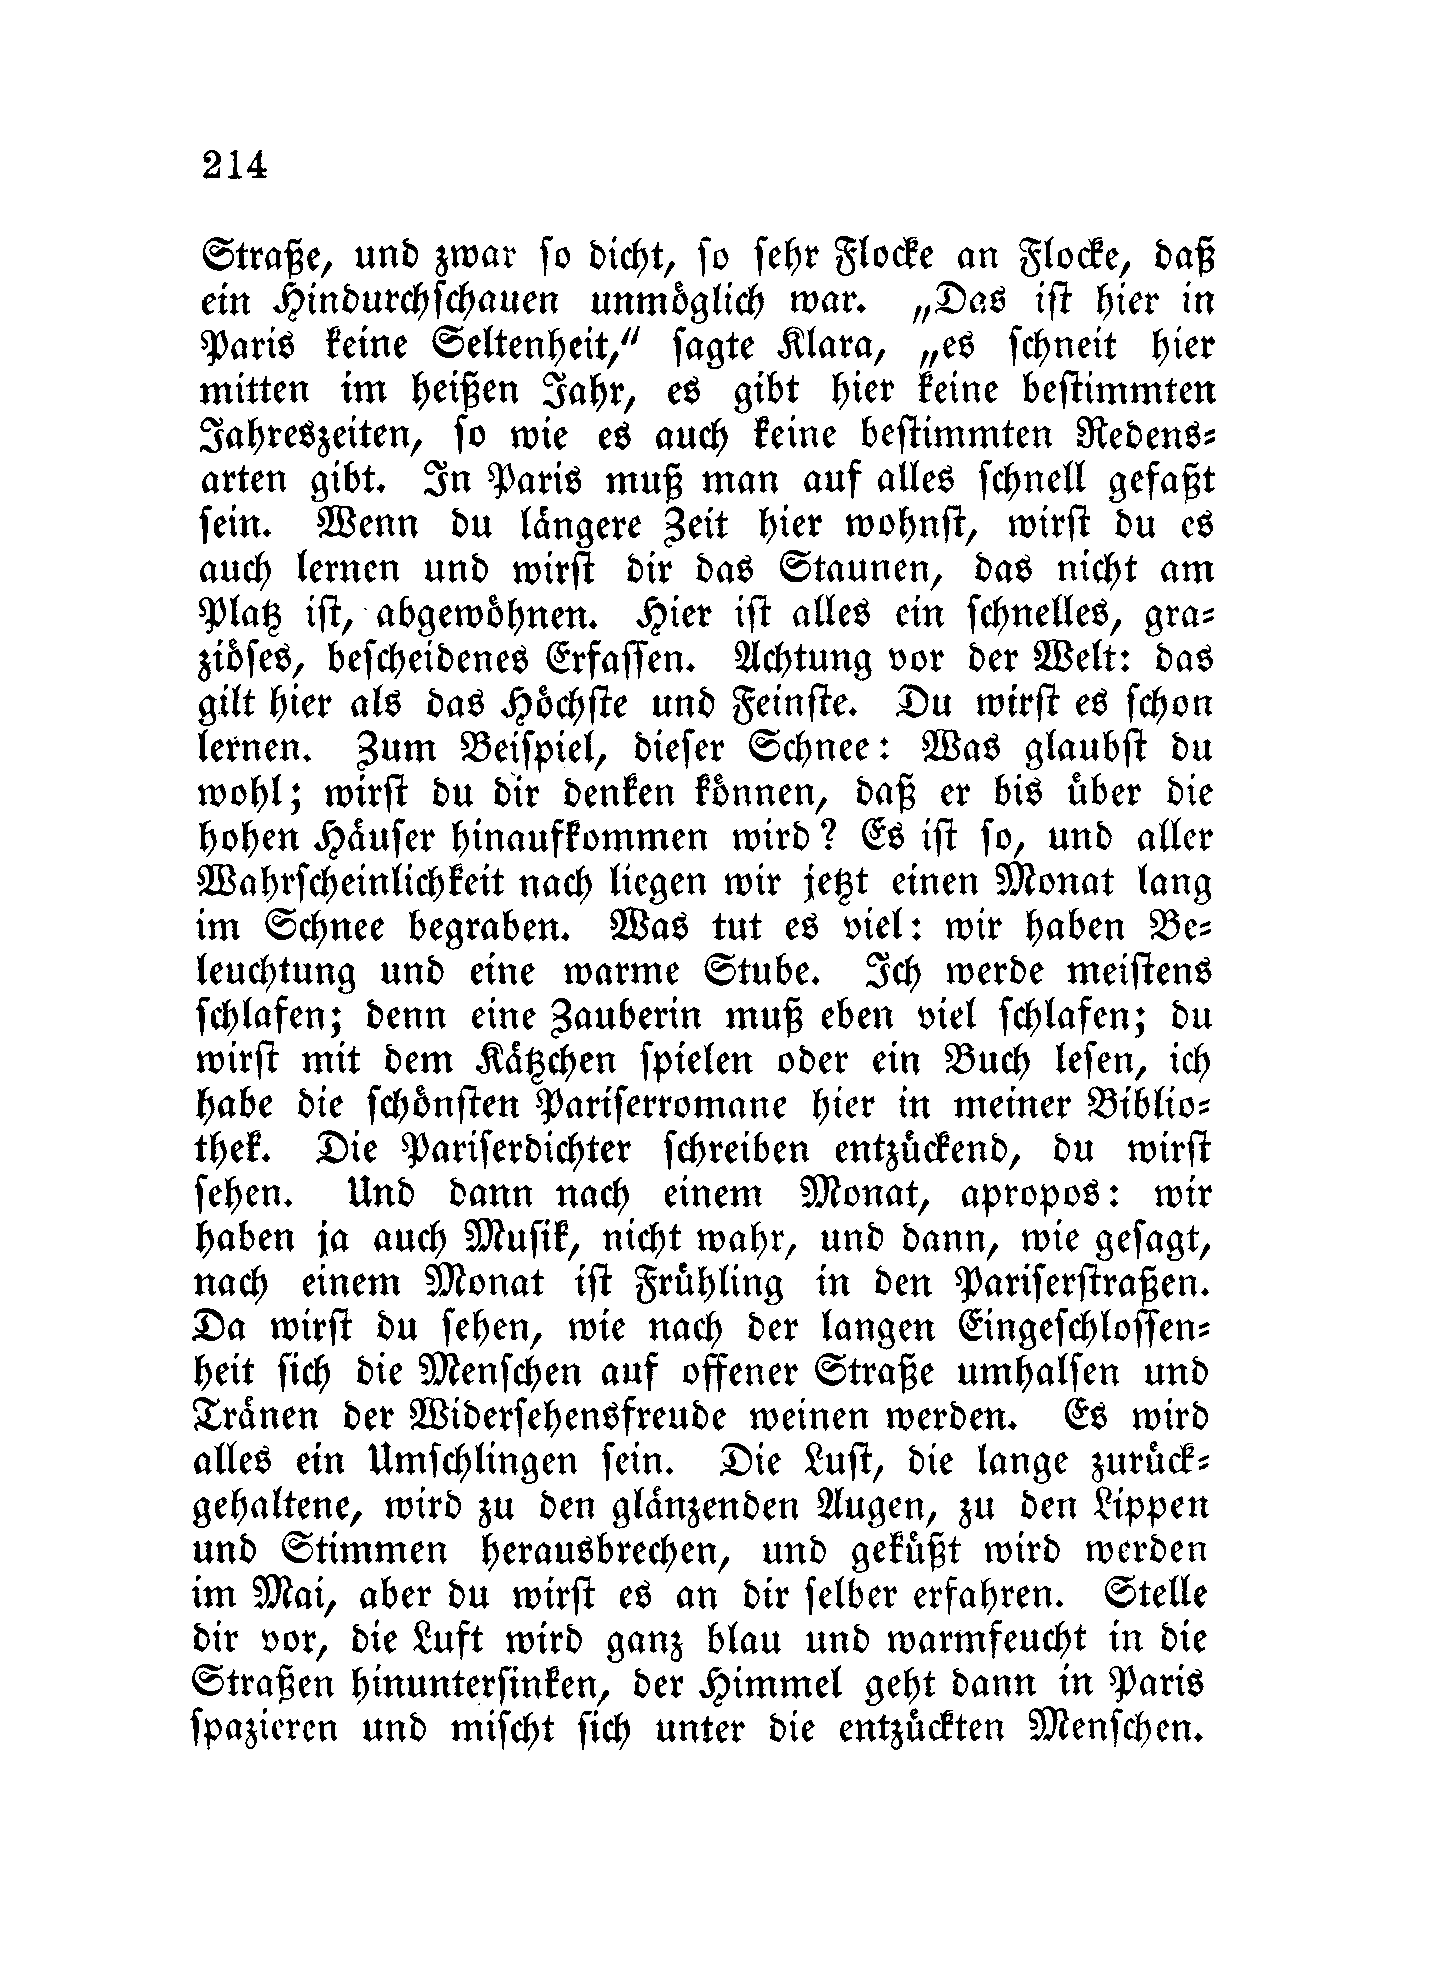 214
Straße, und zwar so dicht, so sehr Flocke an Flocke, daß
ein Hindurchschauen unmöglich war. „Das ist hier in
Paris keine Seltenheit,“ sagte Klara, „es schneit hier
mitten im heißen Jahr, es gibt hier keine bestimmten
Jahreszeiten, so wie es auch keine bestimmten Redens-
arten gibt. In Paris muß man auf alles schnell gefaßt
sein. Wenn du längere Zeit hier wohnst, wirst du es
auch lernen und wirst dir das Staunen, das nicht am
Platz ist, abgewöhnen. Hier ist alles ein schnelles, gra-
ziöses, bescheidenes Erfassen. Achtung vor der Welt: das
gilt hier als das Höchste und Feinste. Du wirst es schon
lernen. Zum Beispiel, dieser Schnee: Was glaubst du
wohl; wirst du dir denken können, daß er bis über die
hohen Häuser hinaufkommen wird? Es ist so, und aller
Wahrscheinlichkeit nach liegen wir jetzt einen Monat lang
im Schnee begraben. Was tut es viel: wir haben Be-
leuchtung und eine warme Stube. Ich werde meistens
schlafen; denn eine Zauberin muß eben viel schlafen; du
wirst mit dem Kätzchen spielen oder ein Buch lesen, ich
habe die schönsten Pariserromane hier in meiner Biblio-
thek. Die Pariserdichter schreiben entzückend, du wirst
sehen. Und dann nach einem Monat, apropos: wir
haben ja auch Musik, nicht wahr, und dann, wie gesagt,
nach einem Monat ist Frühling in den Pariserstraßen.
Da wirst du sehen, wie nach der langen Eingeschlossen-
heit sich die Menschen auf offener Straße umhalsen und
Tränen der Widersehensfreude weinen werden. Es wird
alles ein Umschlingen sein. Die Lust, die lange zurück-
gehaltene, wird zu den glänzenden Augen, zu den Lippen
und Stimmen herausbrechen, und geküßt wird werden
im Mai, aber du wirst es an dir selber erfahren. Stelle
dir vor, die Luft wird ganz blau und warmfeucht in die
Straßen hinuntersinken, der Himmel geht dann in Paris
spazieren und mischt sich unter die entzückten Menschen.